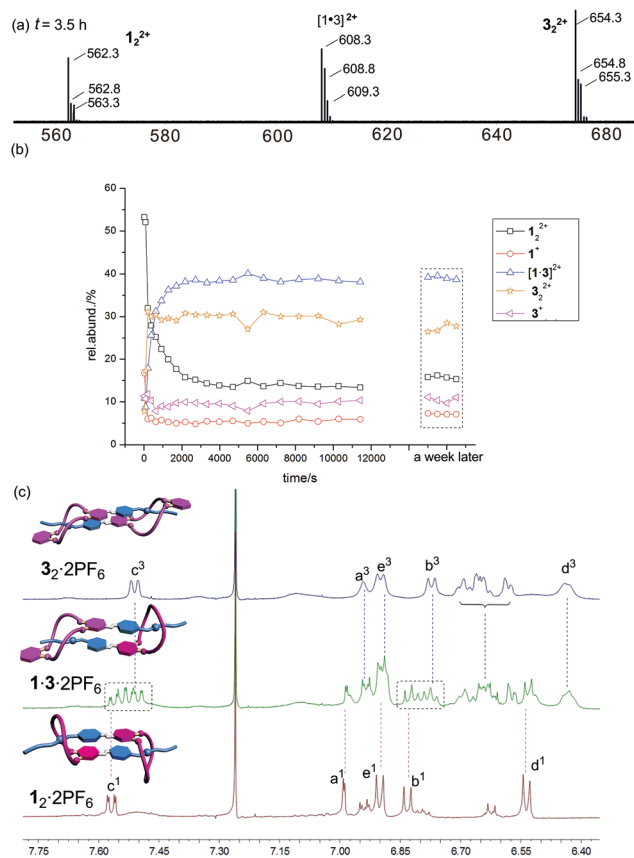 (a) t = 3.5 h
1₂²⁺
[1•3]²⁺
3₂²⁺
562.3
562.8
563.3
608.3
608.8
609.3
654.3
654.8
655.3
560 580 600 620 640 660 680
(b)
rel.abund./%
60
50
40
30
20
10
0
0 2000 4000 6000 8000 10000 12000 a week later
time/s
1₂²⁺
1⁺
[1·3]²⁺
3₂²⁺
3⁺
(c)
c³ a³ e³ b³ d³
3₂·2PF₆
1·3·2PF₆
c¹ a¹ e¹ b¹ d¹
1₂·2PF₆
7.75 7.60 7.45 7.30 7.15 7.00 6.85 6.70 6.55 6.40